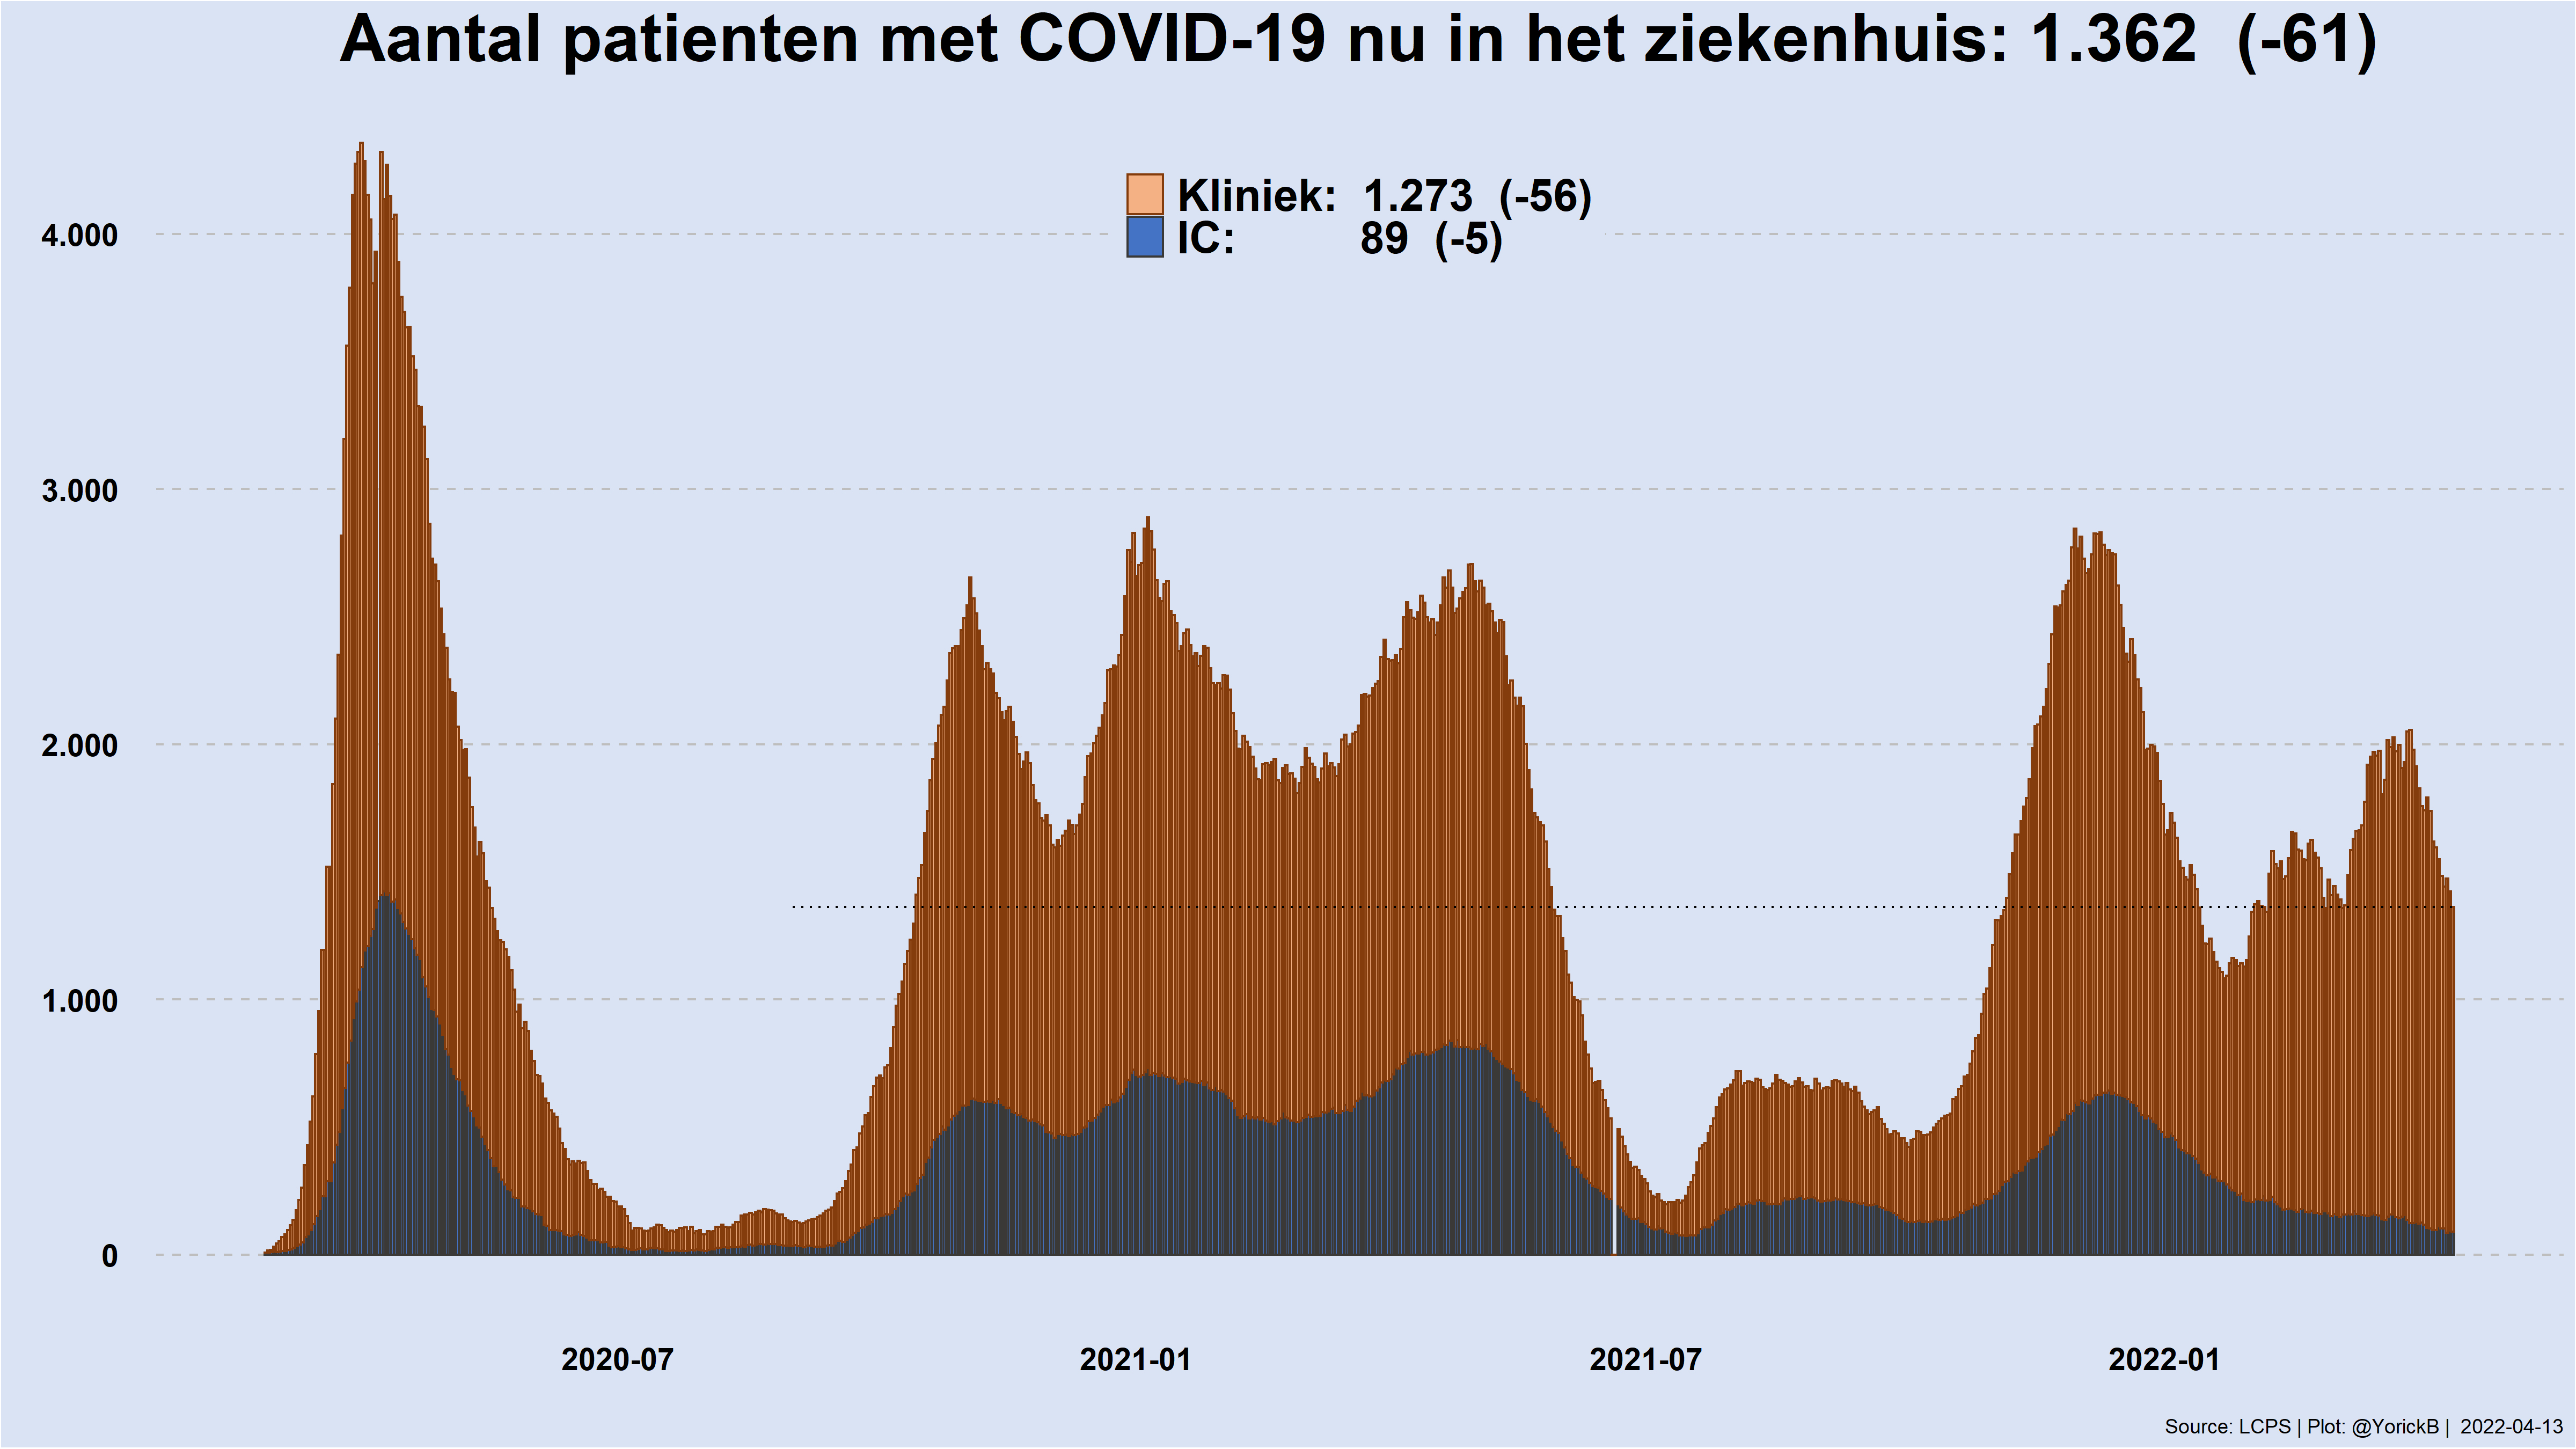 Aantal patienten met COVID-19 nu in het ziekenhuis: 1.362 (-61)
Kliniek: 1.273 (-56)
IC: 89 (-5)
4.000
3.000
2.000
1.000
0
2020-07 2021-01 2021-07 2022-01
Source: LCPS | Plot: @YorickB | 2022-04-13